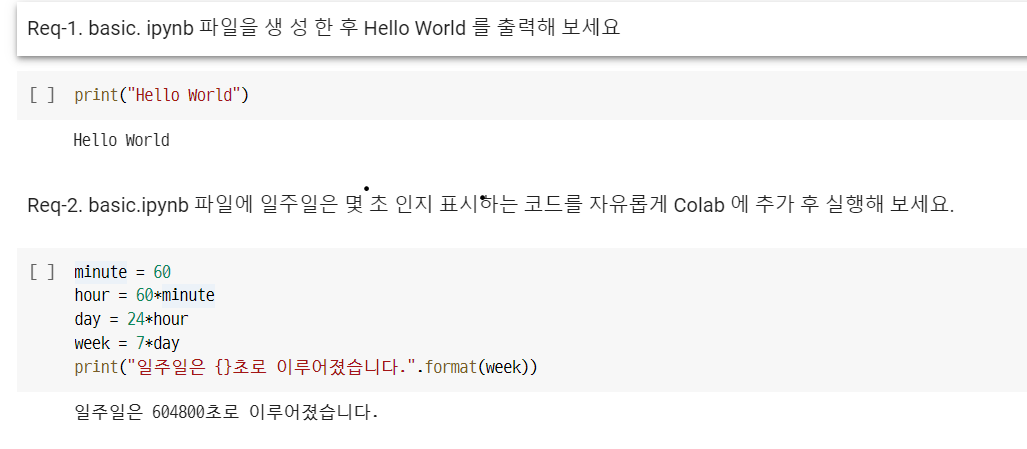 Req-1. basic. ipynb 파일을 생 성 한 후 Hello World 를 출력해 보세요
[ ] print("Hello World")
Hello World
Req-2. basic.ipynb 파일에 일주일은 몇 초 인지 표시하는 코드를 자유롭게 Colab 에 추가 후 실행해 보세요.
[ ] minute = 60
hour = 60*minute
day = 24*hour
week = 7*day
print("일주일은 {}초로 이루어졌습니다.".format(week))
일주일은 604800초로 이루어졌습니다.